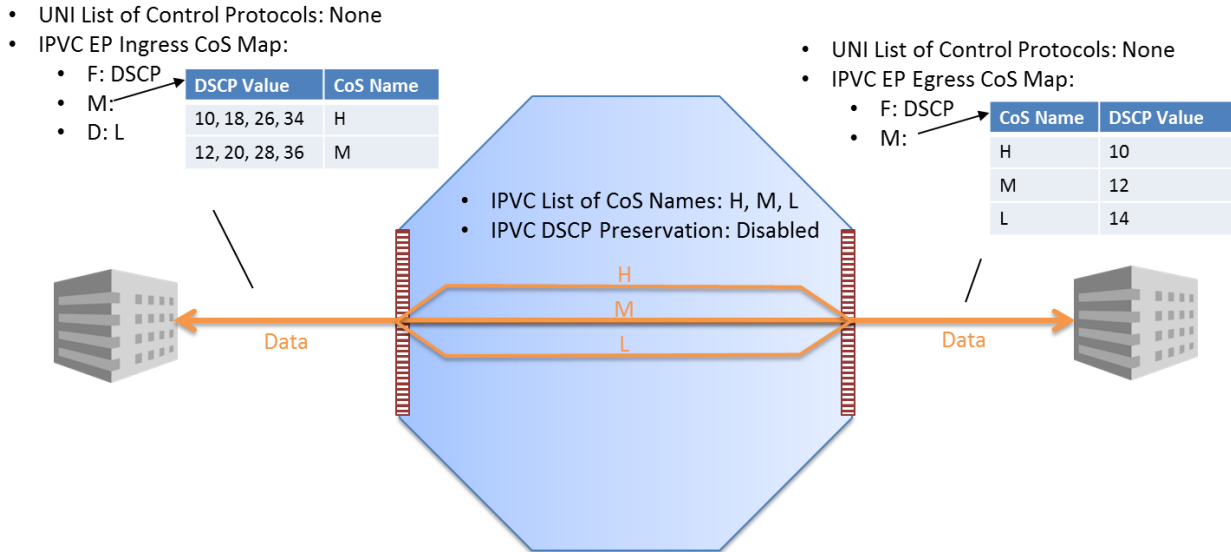 • UNI List of Control Protocols: None
• IPVC EP Ingress CoS Map:
• F: DSCP
• M:
• D: L
DSCP Value CoS Name
10, 18, 26, 34 H
12, 20, 28, 36 M
• UNI List of Control Protocols: None
• IPVC EP Egress CoS Map:
• F: DSCP
• M:
CoS Name DSCP Value
H 10
M 12
L 14
• IPVC List of CoS Names: H, M, L
• IPVC DSCP Preservation: Disabled
H
M
L
Data
Data